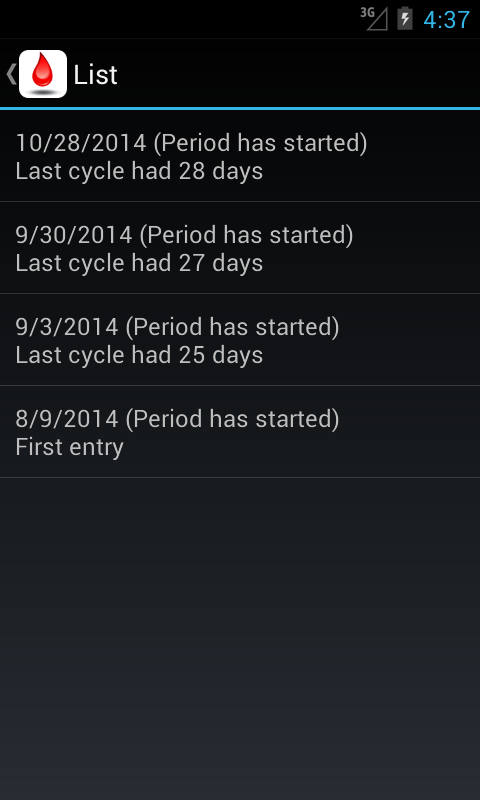 3G 4:37
List
10/28/2014 (Period has started)
Last cycle had 28 days
9/30/2014 (Period has started)
Last cycle had 27 days
9/3/2014 (Period has started)
Last cycle had 25 days
8/9/2014 (Period has started)
First entry